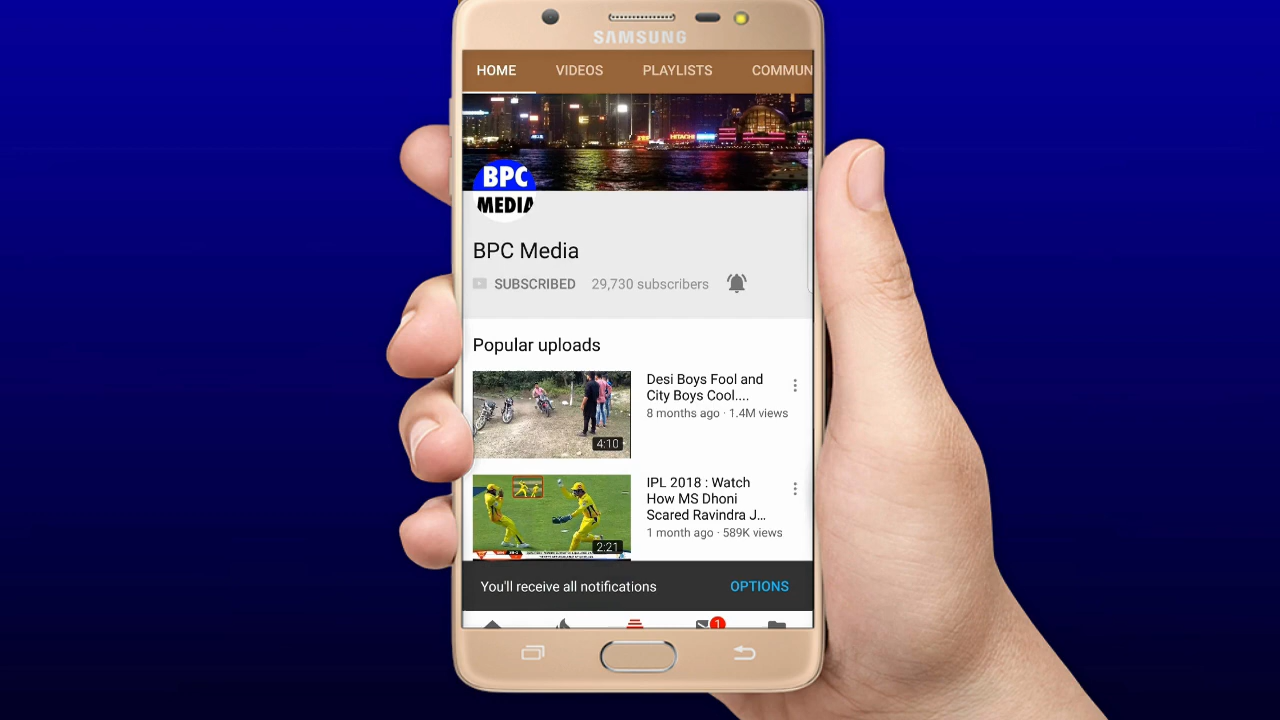 SAMSUNG
HOME VIDEOS PLAYLISTS COMMUN
HITACHI
BPC
MEDIA
BPC Media
SUBSCRIBED 29,730 subscribers
Popular uploads
Desi Boys Fool and
City Boys Cool....
8 months ago · 1.4M views
4:10
IPL 2018 : Watch
How MS Dhoni
Scared Ravindra J...
1 month ago · 589K views
2:21
You'll receive all notifications OPTIONS
1